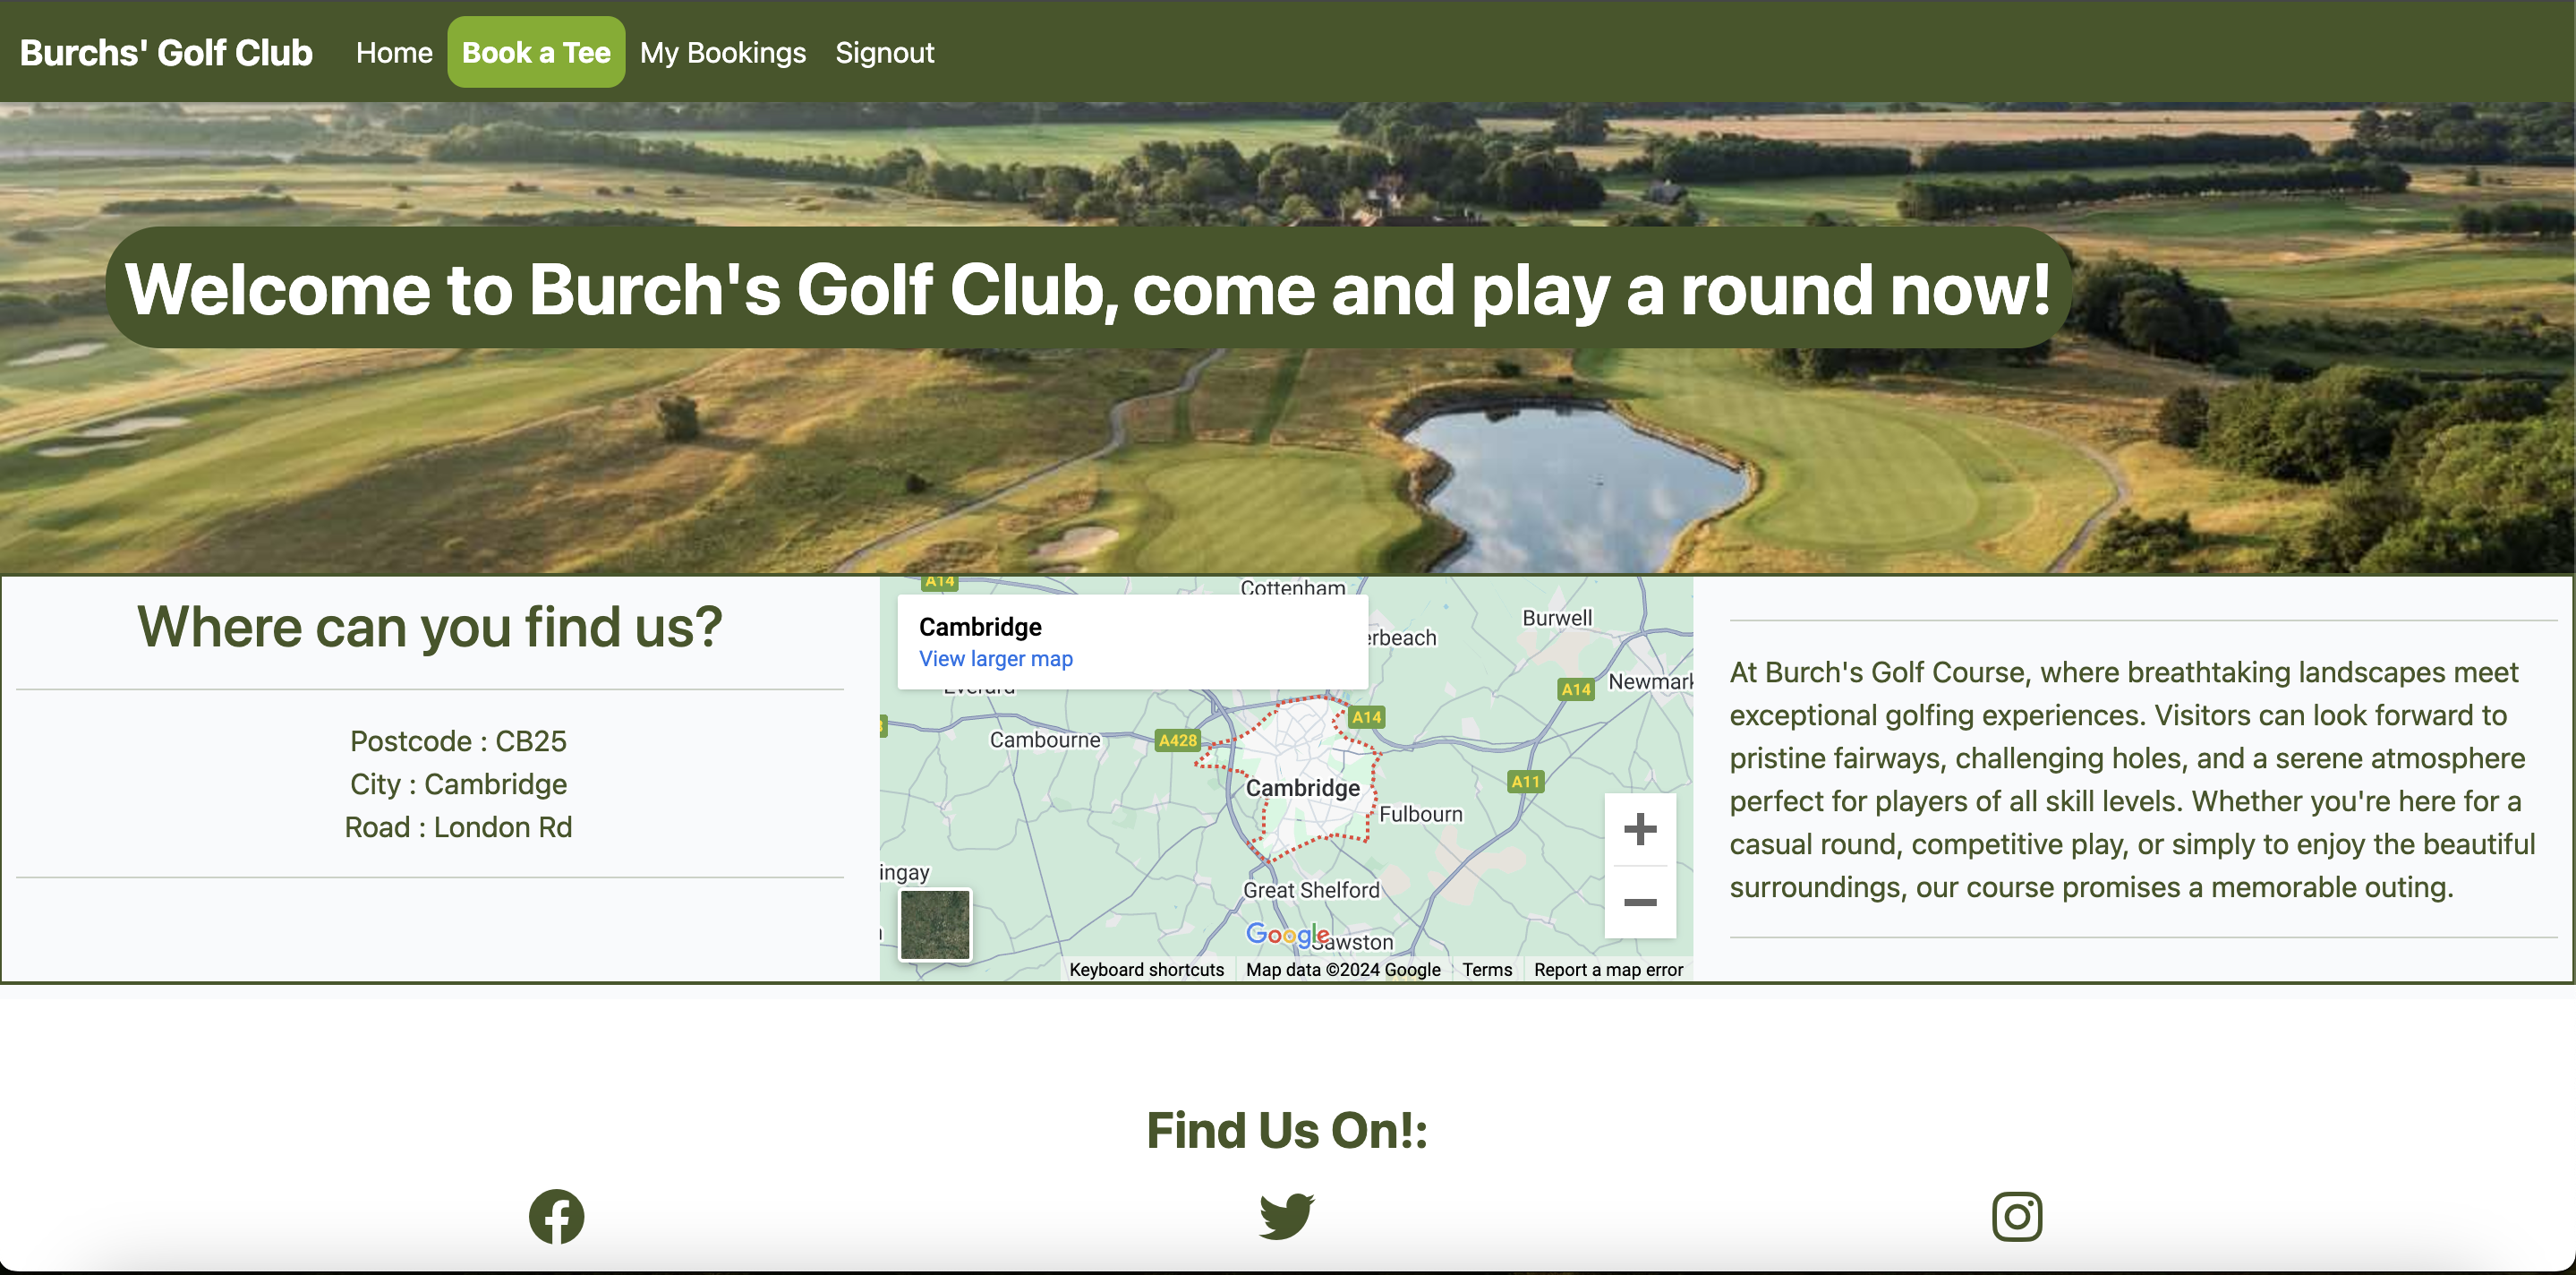 Burchs' Golf Club
Home
Book a Tee
My Bookings
Signout
Welcome to Burch's Golf Club, come and play a round now!
Where can you find us?
Postcode : CB25
City : Cambridge
Road : London Rd
A14
Cottenham
Burwell
Cambridge
View larger map
erbeach
A14
Newmark
A14
Cambourne
A428
Cambridge
A11
Fulbourn
ingay
Great Shelford
Google
Sawston
Keyboard shortcuts
Map data ©2024 Google
Terms
Report a map error
At Burch's Golf Course, where breathtaking landscapes meet
exceptional golfing experiences. Visitors can look forward to
pristine fairways, challenging holes, and a serene atmosphere
perfect for players of all skill levels. Whether you're here for a
casual round, competitive play, or simply to enjoy the beautiful
surroundings, our course promises a memorable outing.
Find Us On!: